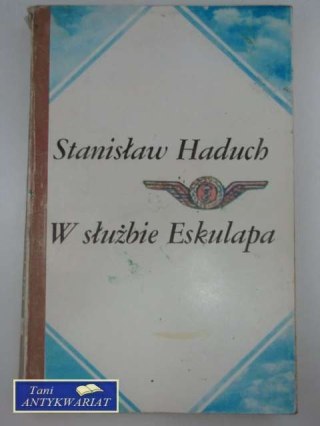 Stanisław Haduch
W służbie Eskulapa
Tani
ANTYKWARIAT